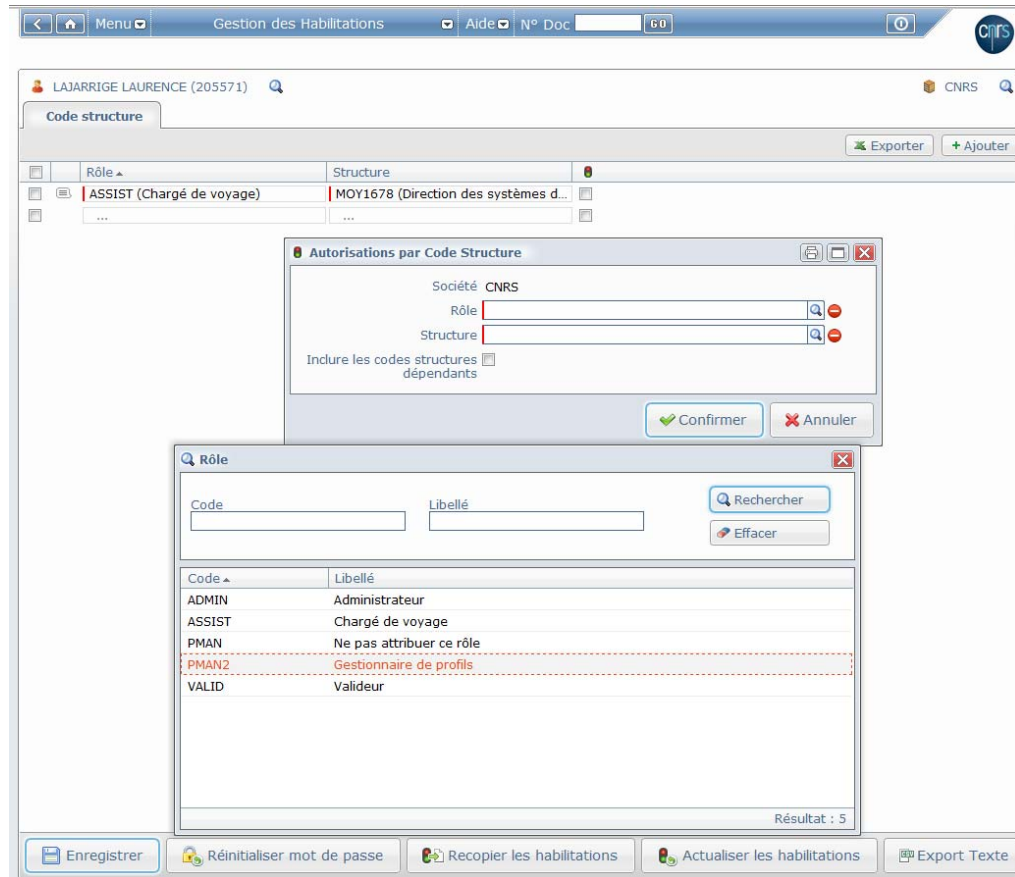 Menu Gestion des Habilitations Aide N° Doc GO
cnrs
LAJARRIGE LAURENCE (205571) CNRS
Code structure
Exporter + Ajouter
Rôle Structure
ASSIST (Chargé de voyage) MOY1678 (Direction des systèmes d...
... ...
Autorisations par Code Structure
Société CNRS
Rôle
Structure
Inclure les codes structures
dépendants
Confirmer Annuler
Rôle
Code Libellé Rechercher
Effacer
Code Libellé
ADMIN Administrateur
ASSIST Chargé de voyage
PMAN Ne pas attribuer ce rôle
PMAN2 Gestionnaire de profils
VALID Valideur
Résultat : 5
Enregistrer Réinitialiser mot de passe Recopier les habilitations Actualiser les habilitations Export Texte